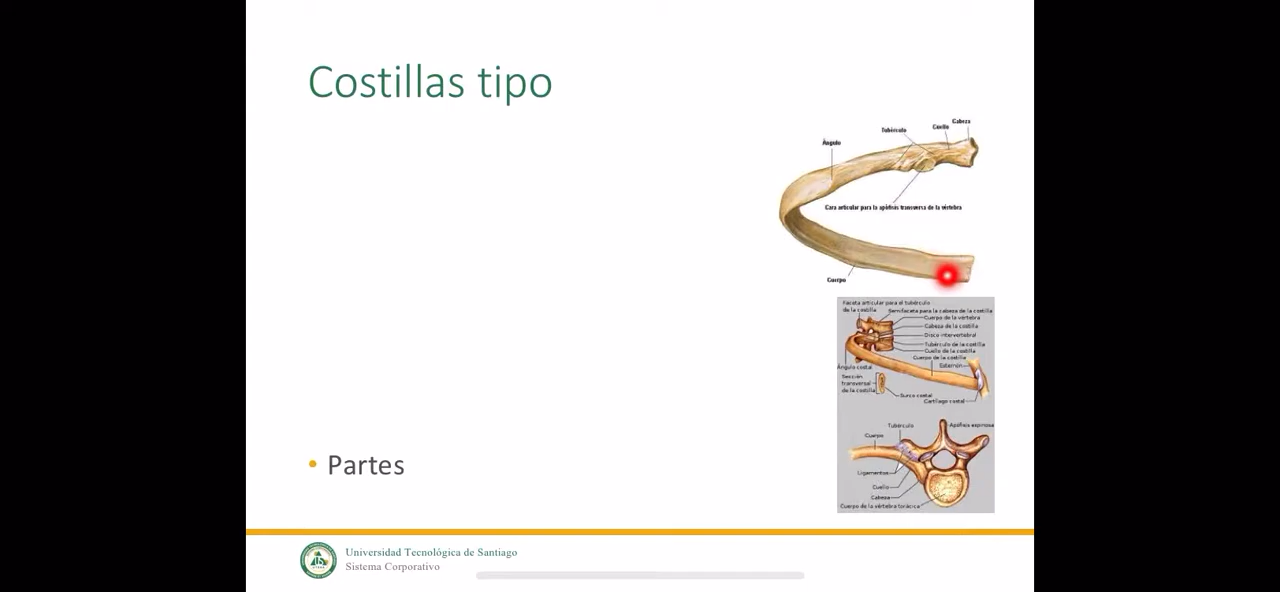 Costillas tipo
Cabeza
Cuello
Tubérculo
Ángulo
Cara articular para la apófisis transversa de la vértebra
Cuerpo
Faceta articular para el tubérculo
de la costilla
Semifaceta para la cabeza de la costilla
Cuerpo de la vértebra
Cabeza de la costilla
Disco intervertebral
Tubérculo de la costilla
Cuello de la costilla
Cuerpo de la costilla
Esternón
Ángulo costal
Sección
transversal
de la costilla
Surco costal
Cartílago costal
Tubérculo
Apófisis espinosa
Cuerpo
Ligamentos
Cuello
Cabeza
Cuerpo de la vértebra torácica
• Partes
Universidad Tecnológica de Santiago
Sistema Corporativo